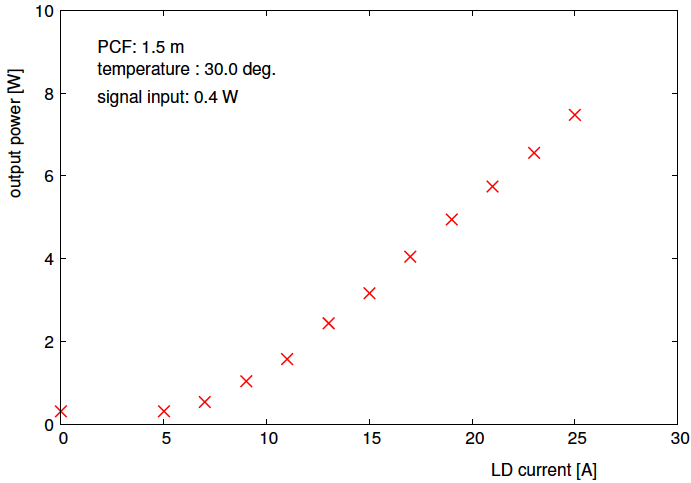 10
PCF: 1.5 m
temperature : 30.0 deg.
signal input: 0.4 W
8
6
4
2
0
output power [W]
0 5 10 15 20 25 30
LD current [A]